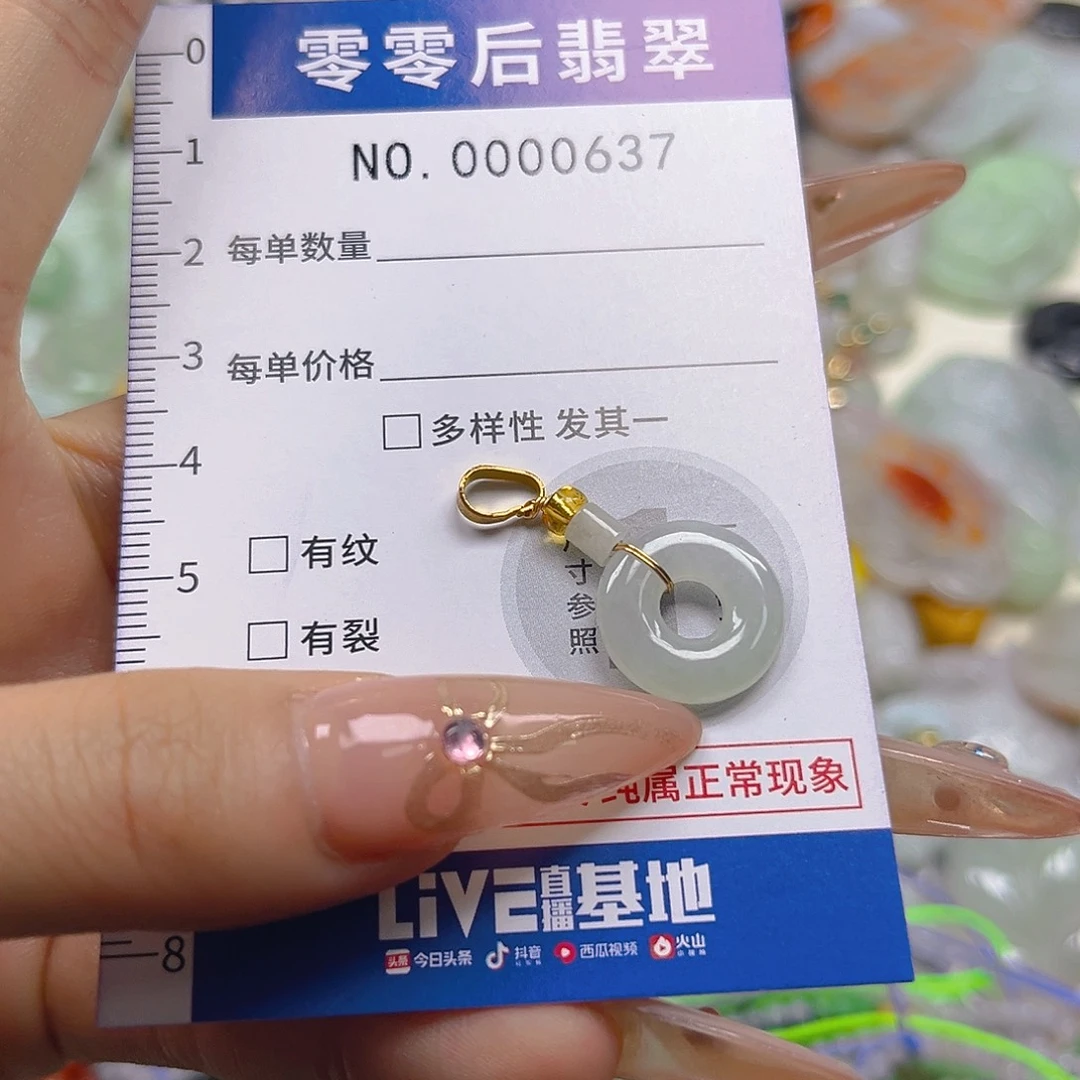 零零后翡翠
0
1
NO. 0000637
2
每单数量
3
每单价格
4
多样性 发其一
5
有纹
寸
参
照
有裂
纯属正常现象
LiVE直播基地
8
头条 今日头条 抖音 西瓜视频 火山